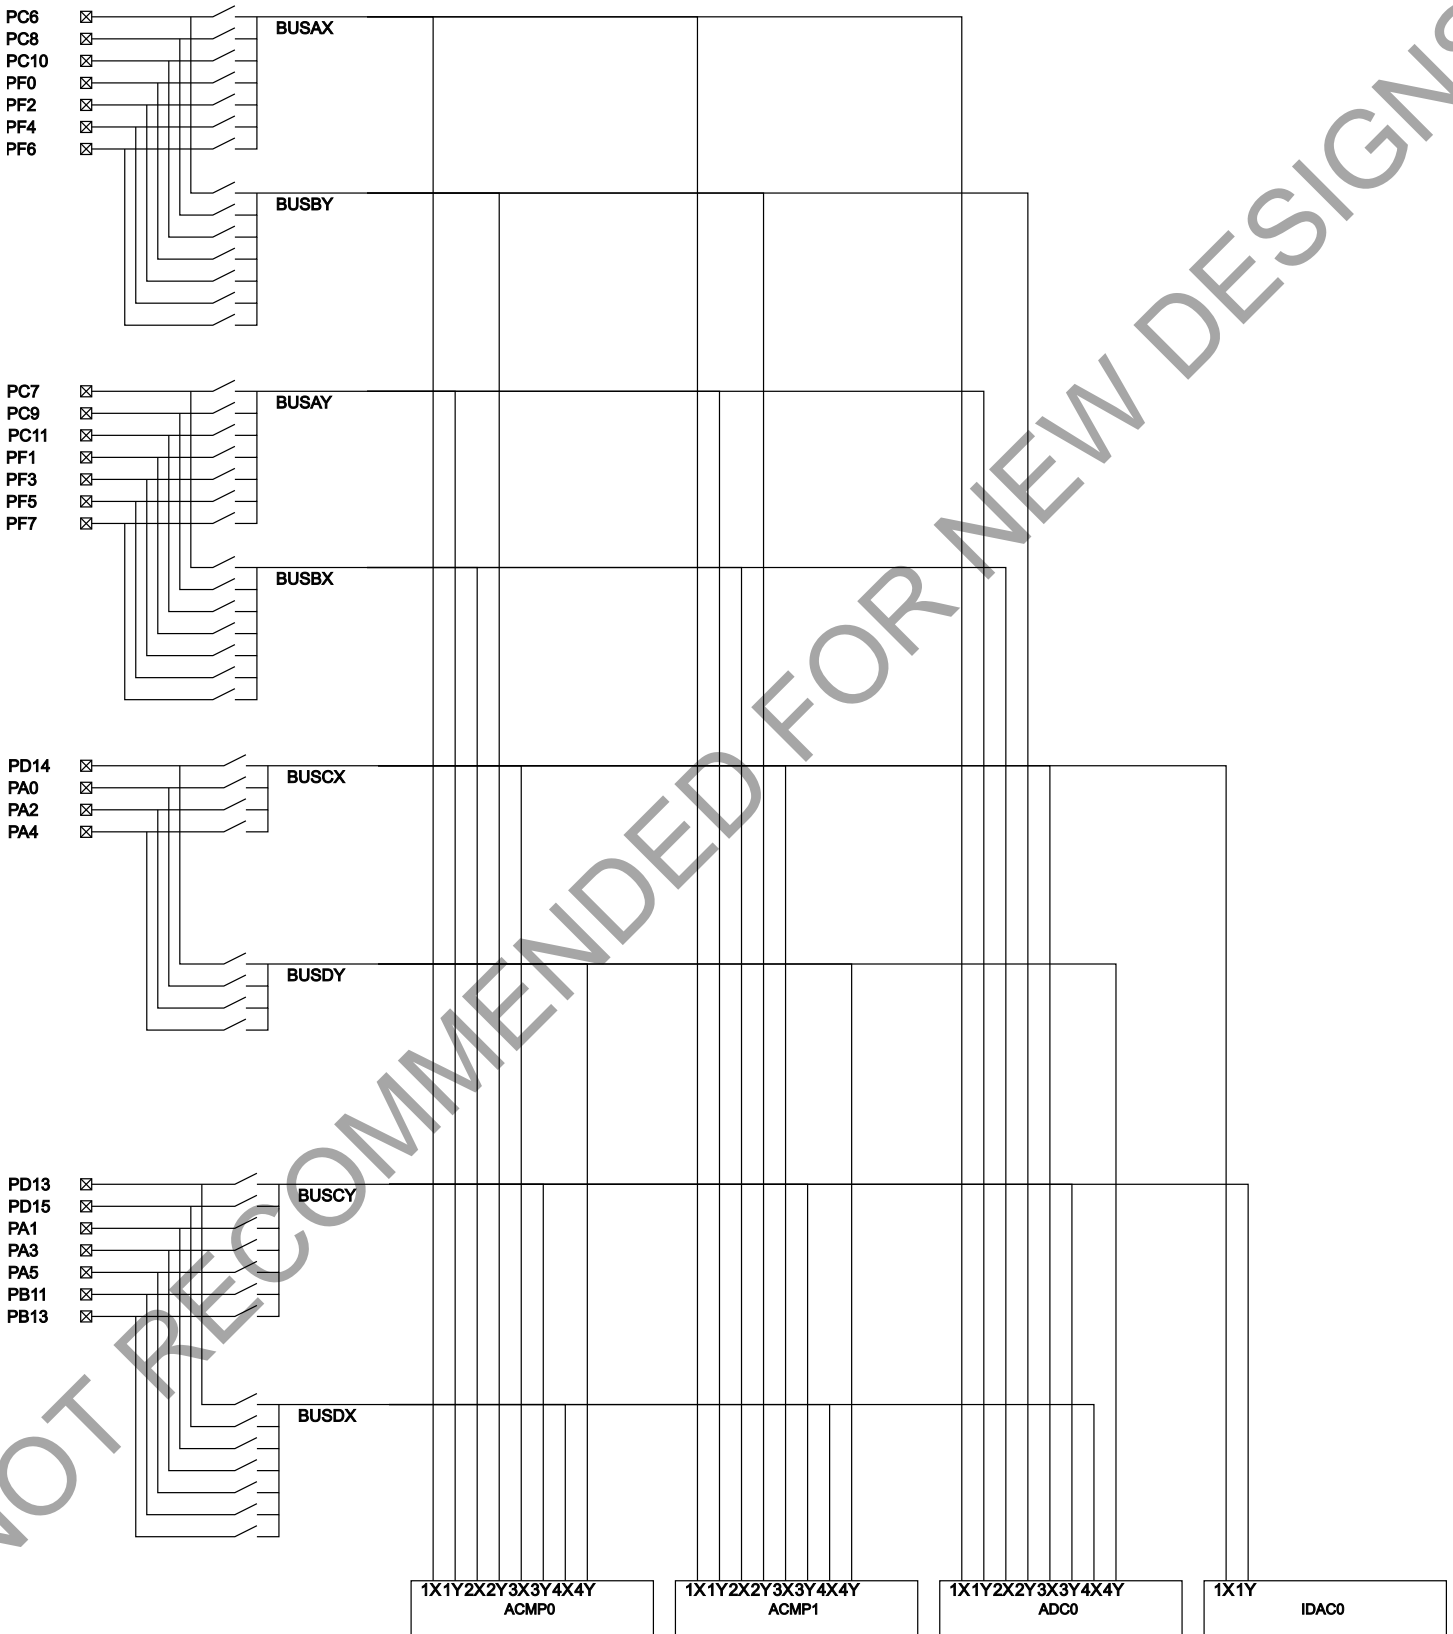 PC6
PC8
PC10
PF0
PF2
PF4
PF6
BUSAX
BUSBY
PC7
PC9
PC11
PF1
PF3
PF5
PF7
BUSAY
BUSBX
PD14
PA0
PA2
PA4
BUSCX
BUSDY
PD13
PD15
PA1
PA3
PA5
PB11
PB13
BUSCY
BUSDX
1X1Y2X2Y3X3Y4X4Y
ACMP0
1X1Y2X2Y3X3Y4X4Y
ACMP1
1X1Y2X2Y3X3Y4X4Y
ADC0
1X1Y
IDAC0
NOT RECOMMENDED FOR NEW DESIGNS